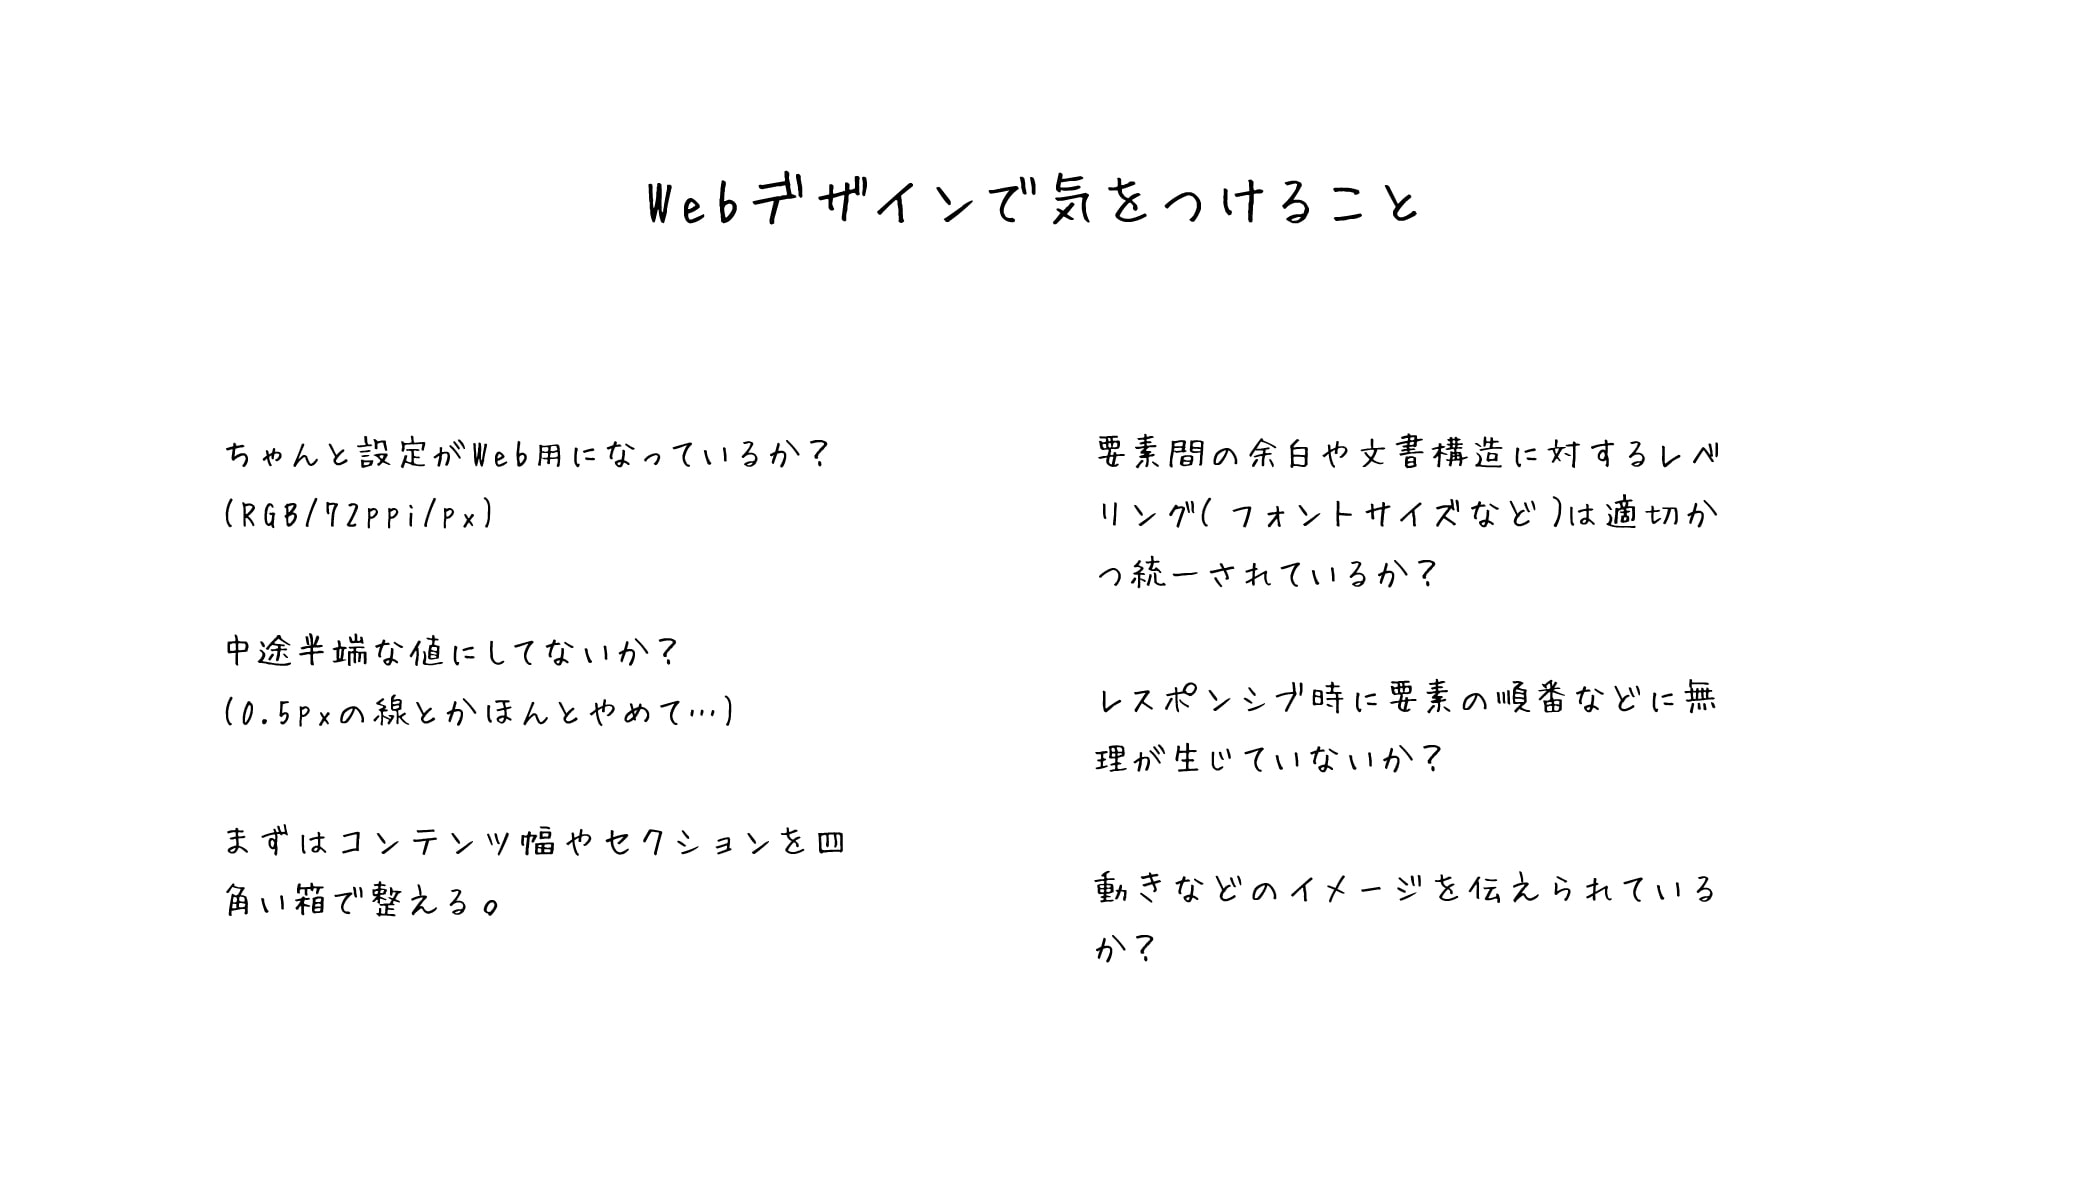 Webデザインで気をつけること
ちゃんと設定がWeb用になっているか？
(RGB/72ppi/px)
中途半端な値にしてないか？
(0.5pxの線とかほんとやめて…)
まずはコンテンツ幅やセクションを四
角い箱で整える。
要素間の余白や文書構造に対するレベ
リング(フォントサイズなど)は適切か
つ統一されているか？
レスポンシブ時に要素の順番などに無
理が生じていないか？
動きなどのイメージを伝えられている
か？